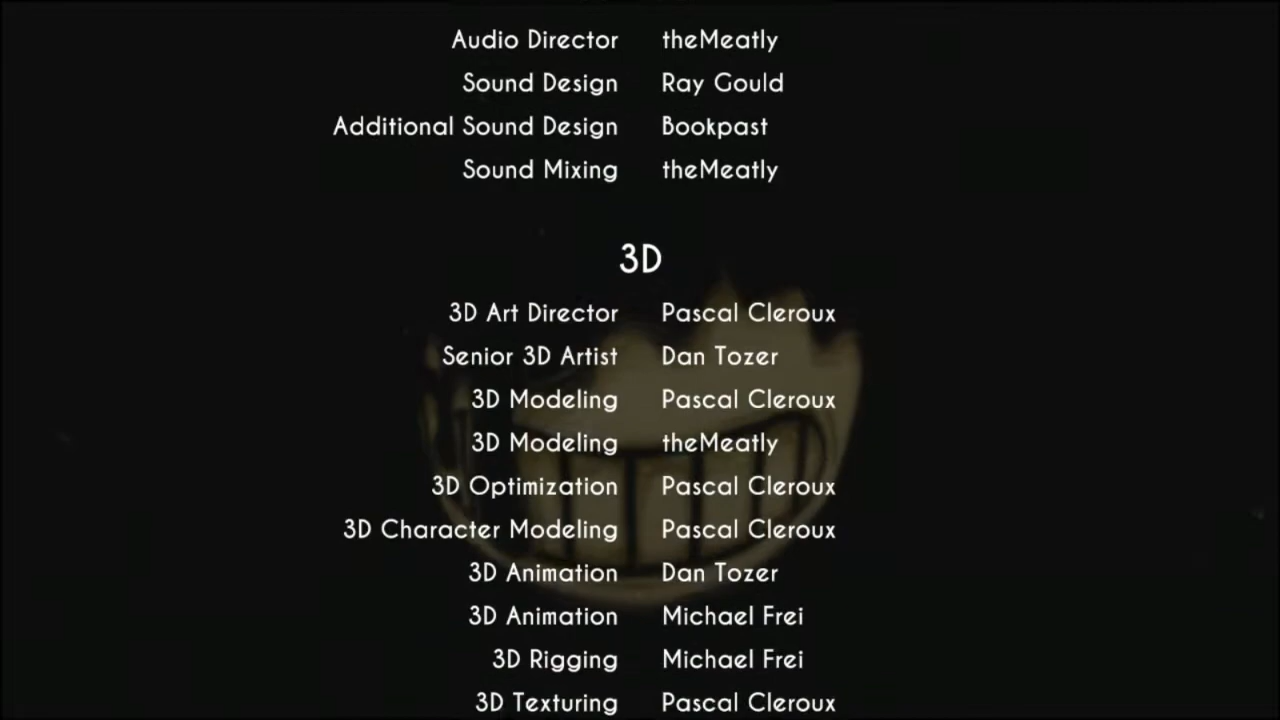 Audio Director theMeatly
Sound Design Ray Gould
Additional Sound Design Bookpast
Sound Mixing theMeatly
3D
3D Art Director Pascal Cleroux
Senior 3D Artist Dan Tozer
3D Modeling Pascal Cleroux
3D Modeling theMeatly
3D Optimization Pascal Cleroux
3D Character Modeling Pascal Cleroux
3D Animation Dan Tozer
3D Animation Michael Frei
3D Rigging Michael Frei
3D Texturing Pascal Cleroux